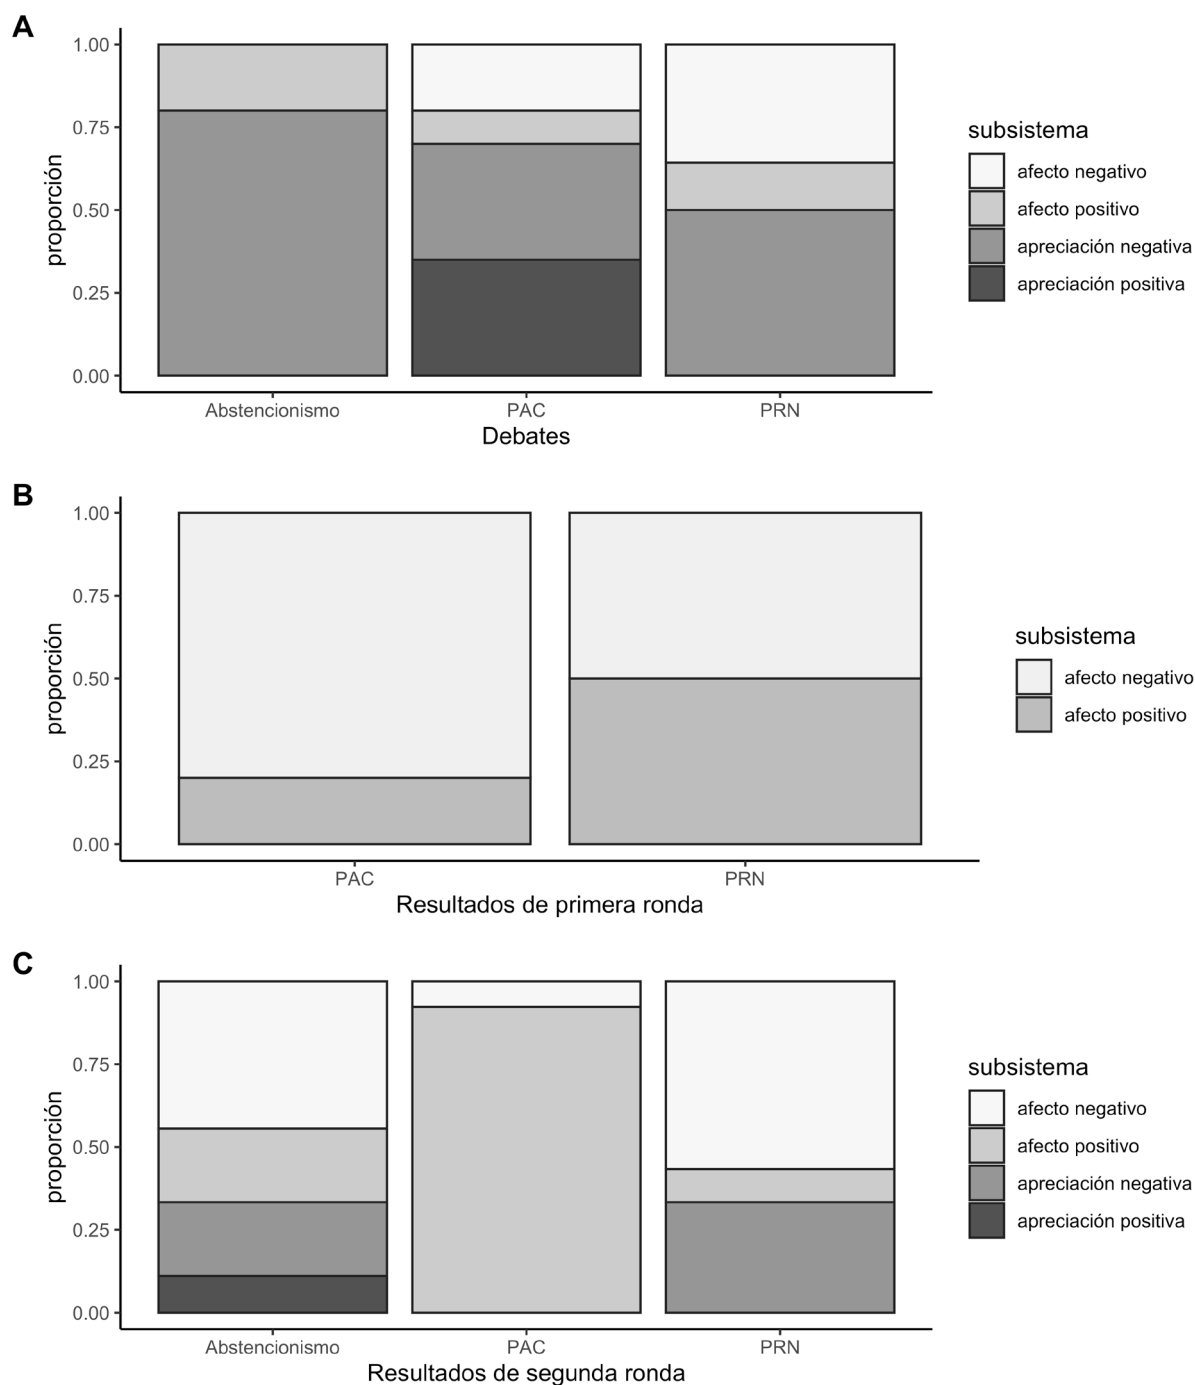 A
1.00
0.75
0.50
0.25
0.00
proporción
Abstencionismo PAC PRN
Debates
subsistema
afecto negativo
afecto positivo
apreciación negativa
apreciación positiva
B
1.00
0.75
0.50
0.25
0.00
proporción
PAC PRN
Resultados de primera ronda
subsistema
afecto negativo
afecto positivo
C
1.00
0.75
0.50
0.25
0.00
proporción
Abstencionismo PAC PRN
Resultados de segunda ronda
subsistema
afecto negativo
afecto positivo
apreciación negativa
apreciación positiva